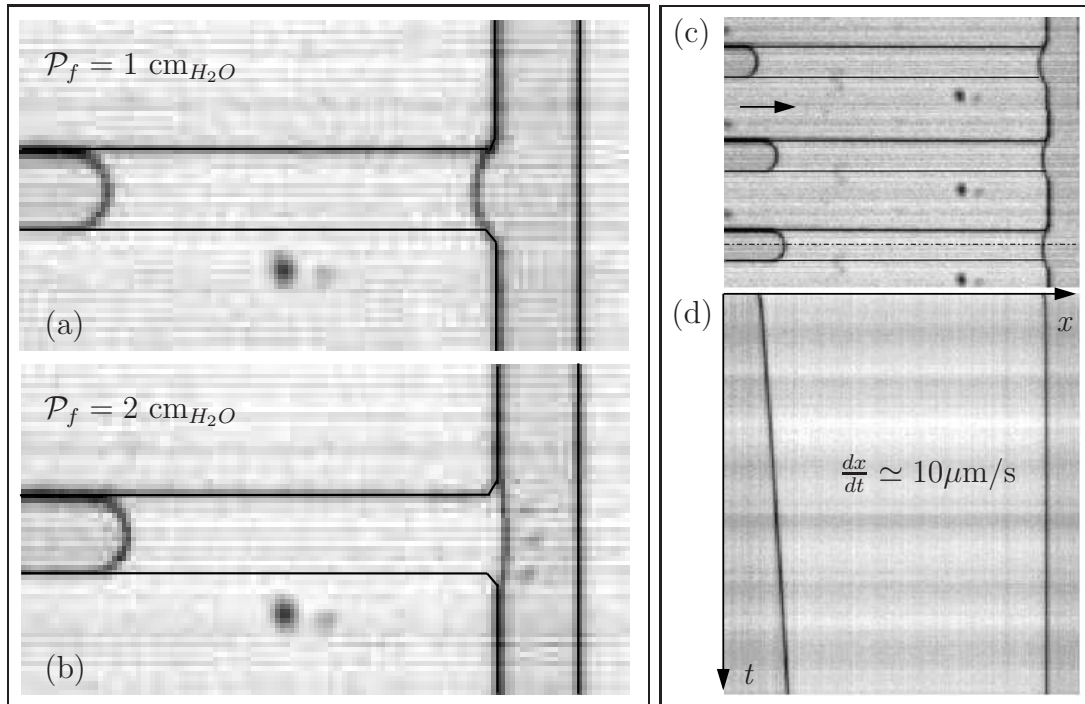 𝒫_f = 1 cm_{H_2O}
(a)
𝒫_f = 2 cm_{H_2O}
(b)
(c)
(d)
x
dx/dt ≃ 10μm/s
t